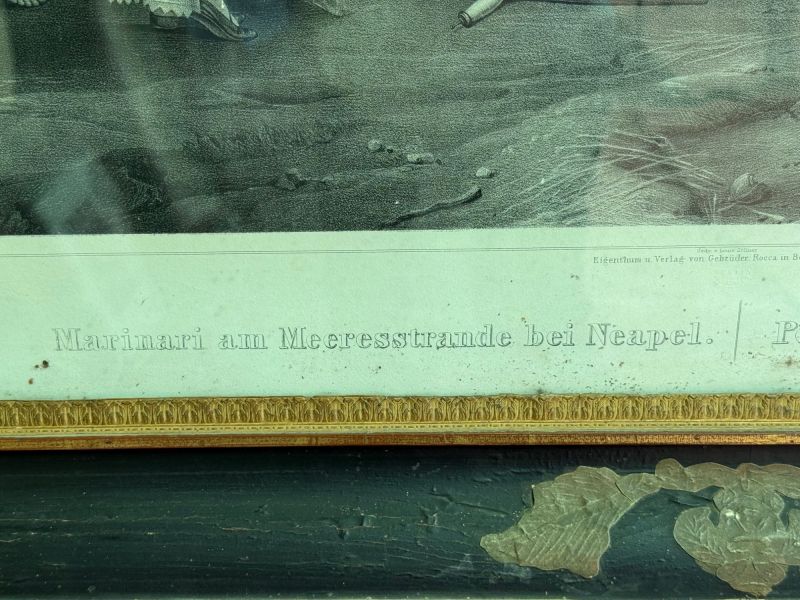 Eigenthum u. Verlag von Gebrüder Rocca in
Marinari am Meeresstrande bei Neapel.